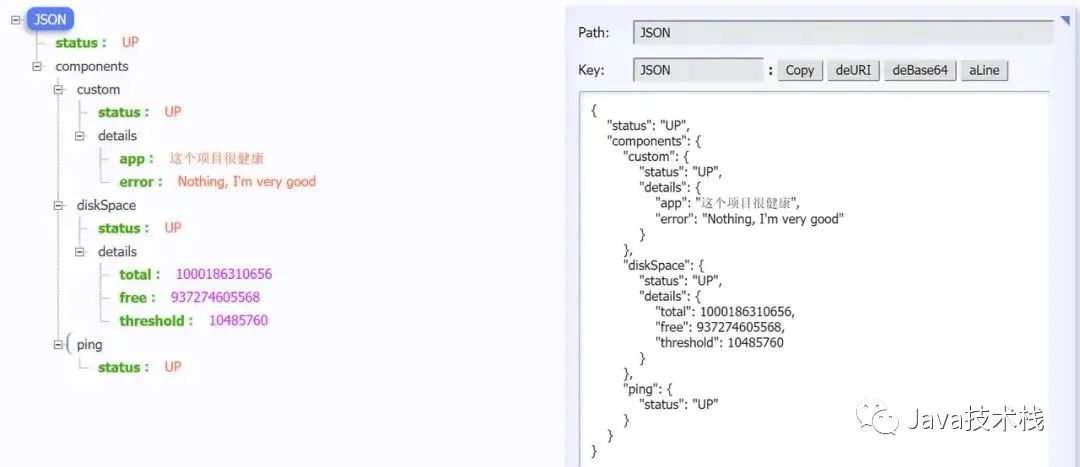 JSON
status : UP
components
custom
status : UP
details
app : 这个项目很健康
error : Nothing, I'm very good
diskSpace
status : UP
details
total : 1000186310656
free : 937274605568
threshold : 10485760
ping
status : UP
Path: JSON
Key: JSON : Copy deURI deBase64 aLine
{
"status": "UP",
"components": {
"custom": {
"status": "UP",
"details": {
"app": "这个项目很健康",
"error": "Nothing, I'm very good"
}
},
"diskSpace": {
"status": "UP",
"details": {
"total": 1000186310656,
"free": 937274605568,
"threshold": 10485760
}
},
"ping": {
"status": "UP"
}
}
}
Java技术栈